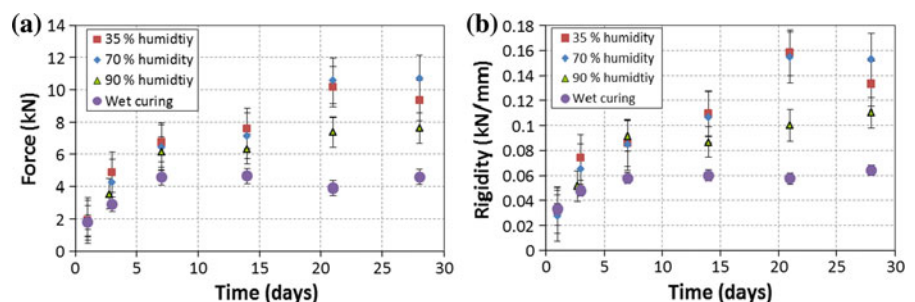 (a)
14
12
10
8
6
4
2
0
Force (kN)
35 % humidtiy
70 % humidtiy
90 % humidtiy
Wet curing
0 5 10 15 20 25 30
Time (days)
(b)
0.18
0.16
0.14
0.12
0.10
0.08
0.06
0.04
0.02
0
Rigidity (kN/mm)
35 % humidtiy
70 % humidtiy
90 % humidtiy
Wet curing
0 5 10 15 20 25 30
Time (days)